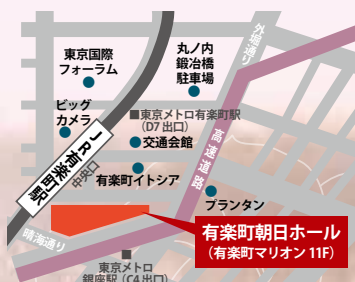 東京国際
フォーラム
丸ノ内
鍛冶橋
駐車場
外堀通り
ビッグ
カメラ
■東京メトロ有楽町駅
(D7出口)
交通会館
JR有楽町駅
中央口
有楽町イトシア
高速道路
プランタン
晴海通り
有楽町朝日ホール
(有楽町マリオン11F)
東京メトロ
銀座駅(C4出口)